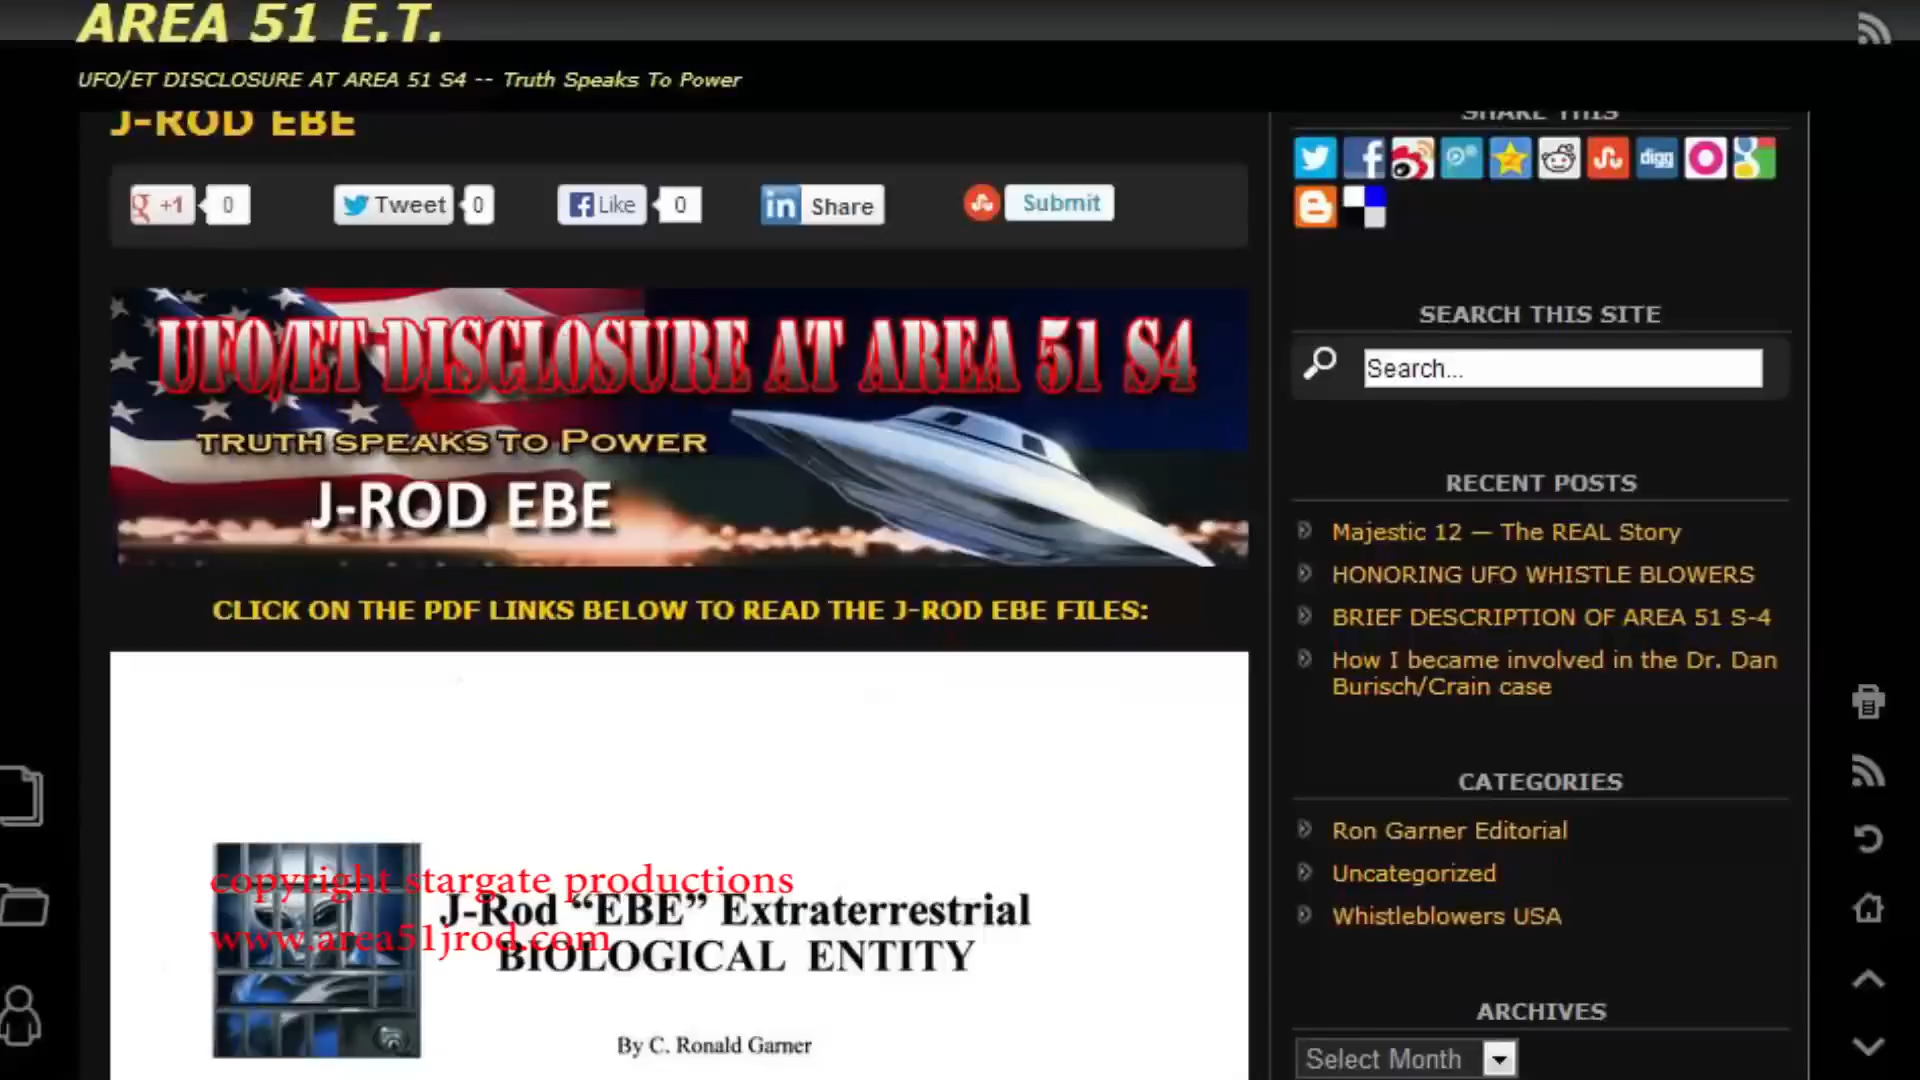 AREA 51 E.T.
UFO/ET DISCLOSURE AT AREA 51 S4 -- Truth Speaks To Power
J-ROD EBE
+1 0
Tweet 0
Like 0
in Share
Submit
UFO/ET DISCLOSURE AT AREA 51 S4
TRUTH SPEAKS TO POWER
J-ROD EBE
CLICK ON THE PDF LINKS BELOW TO READ THE J-ROD EBE FILES:
copyright stargate productions
J-Rod “EBE” Extraterrestrial
www.area51jrod.com
BIOLOGICAL ENTITY
By C. Ronald Garner
SHARE THIS
digg
SEARCH THIS SITE
Search...
RECENT POSTS
Majestic 12 — The REAL Story
HONORING UFO WHISTLE BLOWERS
BRIEF DESCRIPTION OF AREA 51 S-4
How I became involved in the Dr. Dan
Burisch/Crain case
CATEGORIES
Ron Garner Editorial
Uncategorized
Whistleblowers USA
ARCHIVES
Select Month